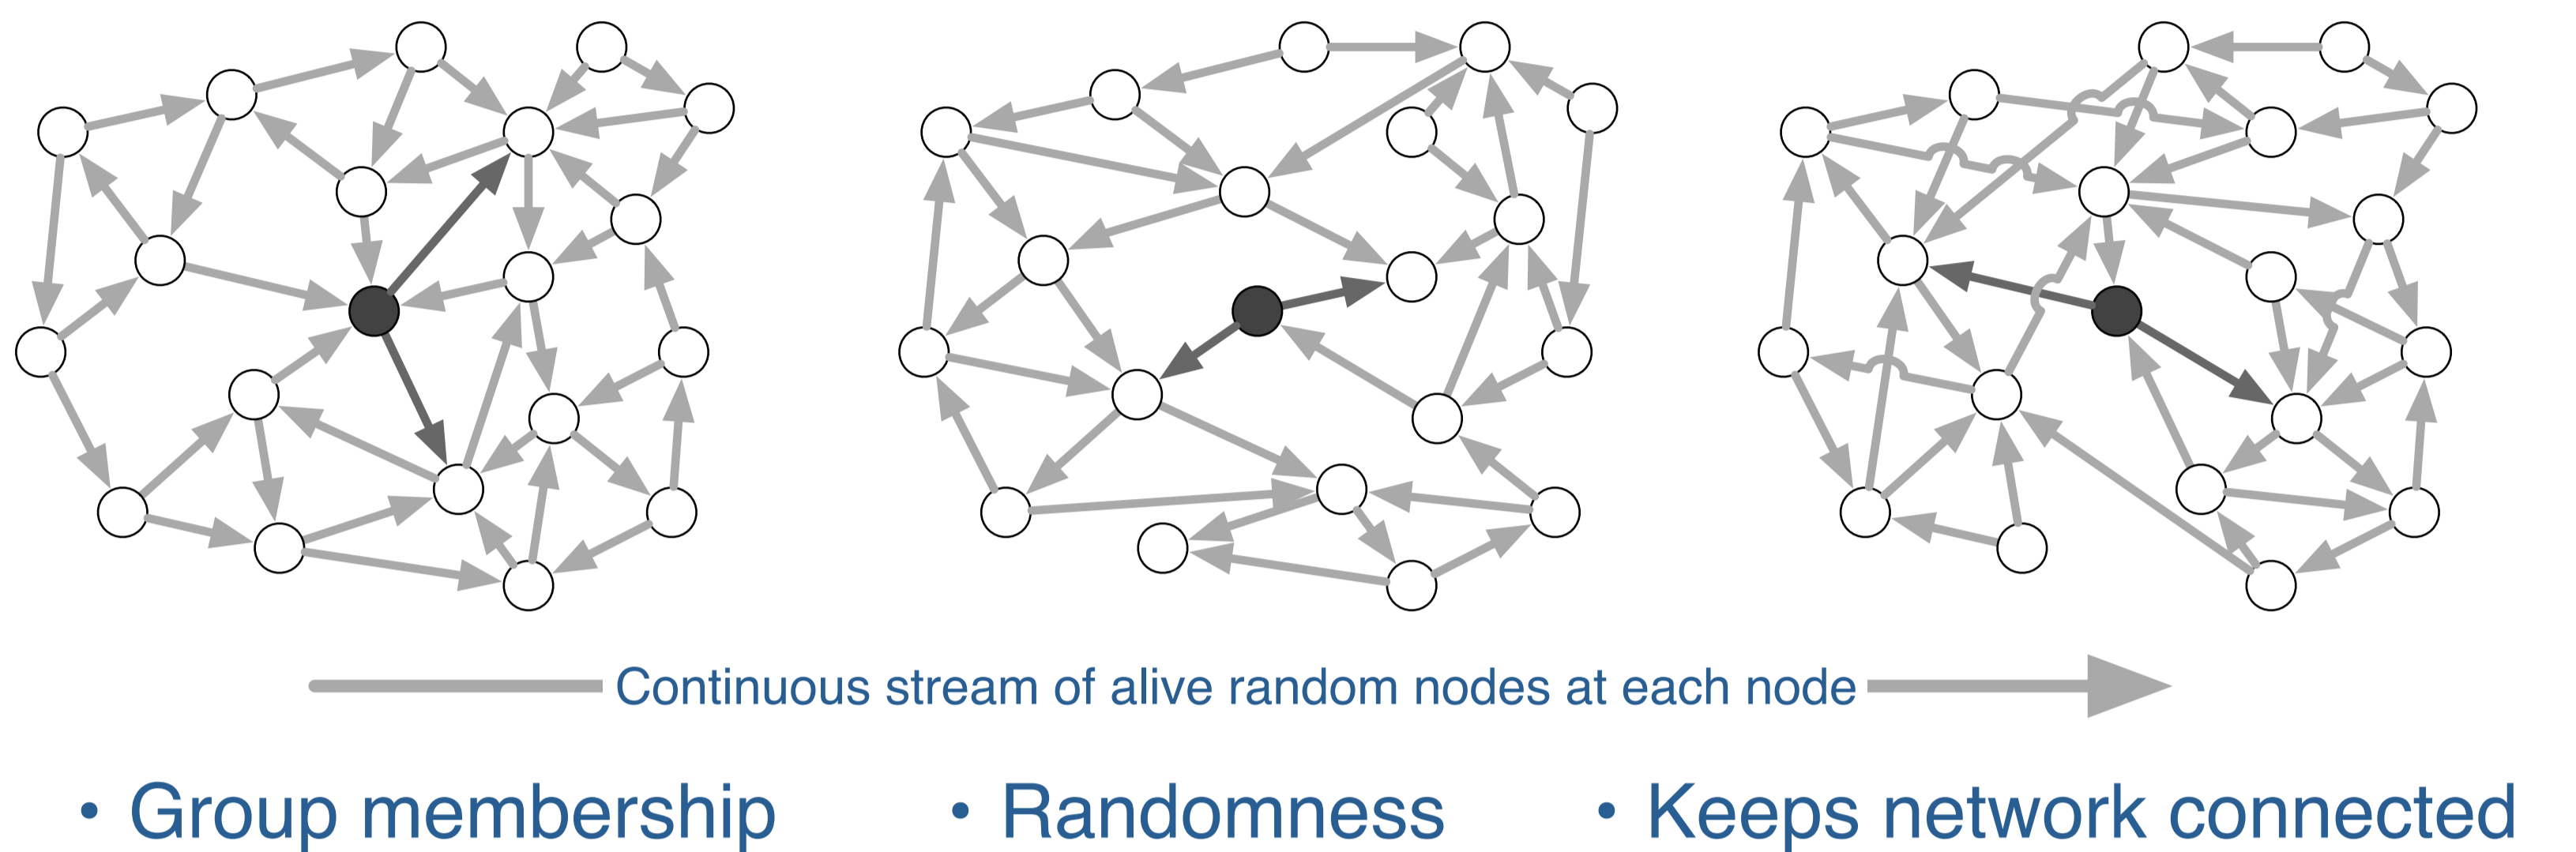 Continuous stream of alive random nodes at each node
• Group membership • Randomness • Keeps network connected